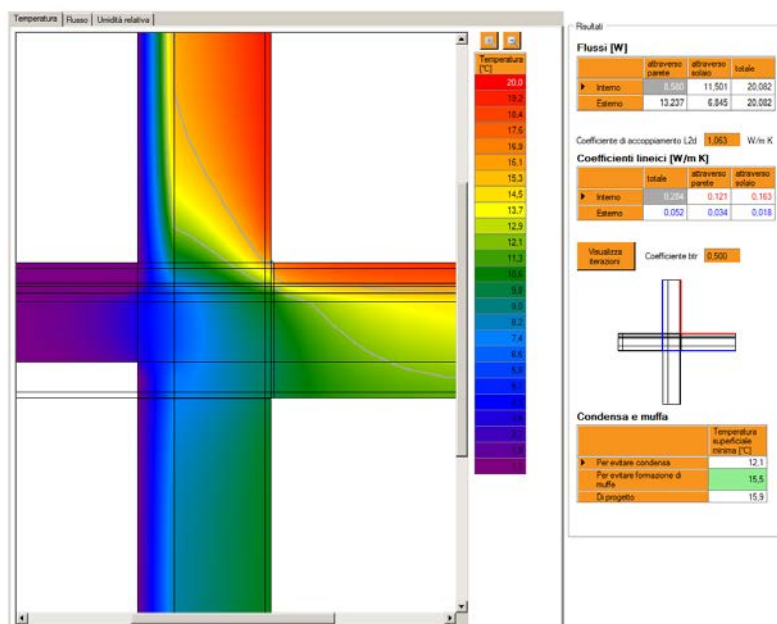 Temperatura Flusso Umidità relativa
Temperatura
[°C]
20,0
19,2
18,4
17,6
16,9
16,1
15,3
14,5
13,7
12,9
12,1
11,3
10,6
9,8
9,0
8,2
7,4
6,6
Risultati
Flussi [W]
attraverso parete attraverso solaio totale
Interno 8,580 11,501 20,082
Esterno 13,237 6,845 20,082
Coefficiente di accoppiamento L2d 1,063 W/m K
Coefficienti lineici [W/m K]
totale attraverso parete attraverso solaio
Interno 0,284 0,121 0,163
Esterno 0,052 0,034 0,018
Visualizza iterazioni Coefficiente btr 0,500
Condensa e muffa
Temperatura superficiale minima [°C]
Per evitare condensa 12,1
Per evitare formazione di muffe 15,5
Di progetto 15,9